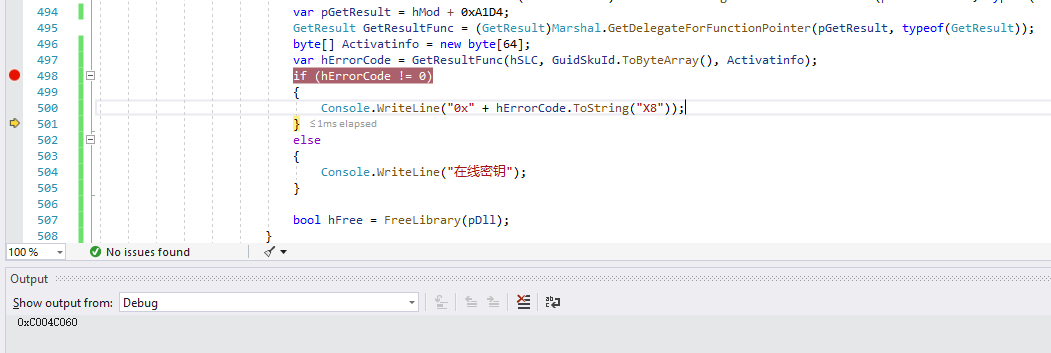 494 var pGetResult = hMod + 0xA1D4;
495 GetResult GetResultFunc = (GetResult)Marshal.GetDelegateForFunctionPointer(pGetResult, typeof(GetResult));
496 byte[] Activatinfo = new byte[64];
497 var hErrorCode = GetResultFunc(hSLC, GuidSkuId.ToByteArray(), Activatinfo);
498 if (hErrorCode != 0)
499 {
500 Console.WriteLine("0x" + hErrorCode.ToString("X8"));
501 } ≤1ms elapsed
502 else
503 {
504 Console.WriteLine("在线密钥");
505 }
506
507 bool hFree = FreeLibrary(pDll);
508 }
100 % No issues found
Output
Show output from: Debug
0xC004C060